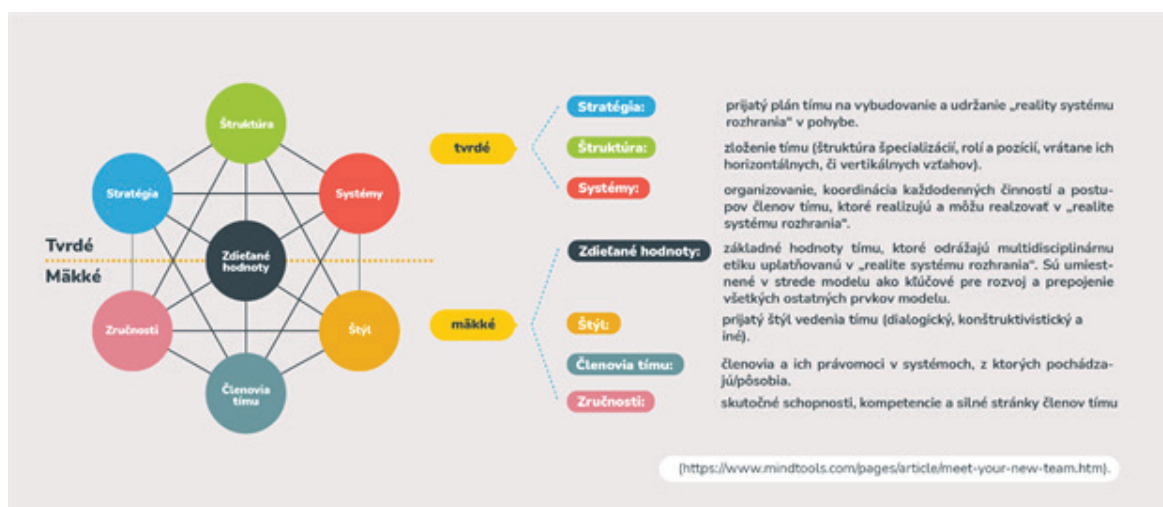 Štruktúra
Stratégia
Systémy
Zdieľané
hodnoty
Tvrdé
Mäkké
Zručnosti
Štýl
Členovia
tímu
tvrdé
Stratégia:
prijatý plán tímu na vybudovanie a udržanie „reality systému
rozhrania“ v pohybe.
Štruktúra:
zloženie tímu (štruktúra špecializácií, rolí a pozícií, vrátane ich
horizontálnych, či vertikálnych vzťahov).
Systémy:
organizovanie, koordinácia každodenných činností a postu-
pov členov tímu, ktoré realizujú a môžu realzovať v „realite
systému rozhrania“.
mäkké
Zdieľané hodnoty:
základné hodnoty tímu, ktoré odrážajú multidisciplinárnu
etiku uplatňovanú v „realite systému rozhrania“. Sú umiest-
nené v strede modelu ako kľúčové pre rozvoj a prepojenie
všetkých ostatných prvkov modelu.
Štýl:
prijatý štýl vedenia tímu (dialogický, konštruktivistický a
iné).
Členovia tímu:
členovia a ich právomoci v systémoch, z ktorých pochádza-
jú/pôsobia.
Zručnosti:
skutočné schopnosti, kompetencie a silné stránky členov tímu
(https://www.mindtools.com/pages/article/meet-your-new-team.htm).